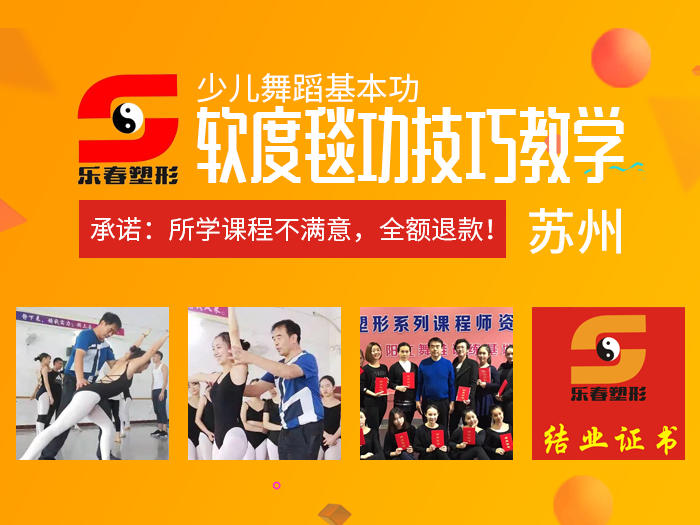 少儿舞蹈基本功
软度毯功技巧教学
乐春塑形
承诺：所学课程不满意，全额退款！
苏州
塑形系列课程师资
乐春塑形
结业证书